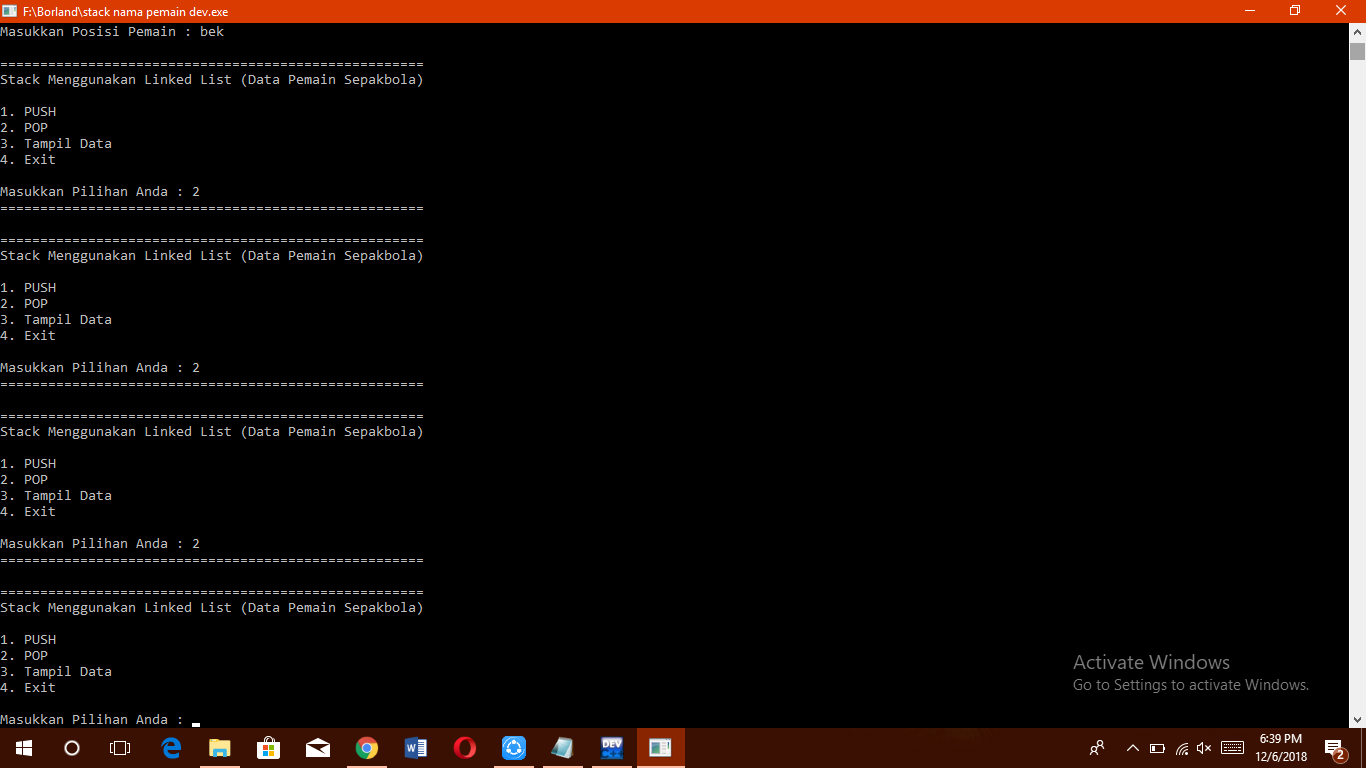 F:\Borland\stack nama pemain dev.exe
Masukkan Posisi Pemain : bek
=====================================================
Stack Menggunakan Linked List (Data Pemain Sepakbola)
1. PUSH
2. POP
3. Tampil Data
4. Exit
Masukkan Pilihan Anda : 2
=====================================================
=====================================================
Stack Menggunakan Linked List (Data Pemain Sepakbola)
1. PUSH
2. POP
3. Tampil Data
4. Exit
Masukkan Pilihan Anda : 2
=====================================================
=====================================================
Stack Menggunakan Linked List (Data Pemain Sepakbola)
1. PUSH
2. POP
3. Tampil Data
4. Exit
Masukkan Pilihan Anda : 2
=====================================================
=====================================================
Stack Menggunakan Linked List (Data Pemain Sepakbola)
1. PUSH
2. POP
3. Tampil Data
4. Exit
Masukkan Pilihan Anda :
Activate Windows
Go to Settings to activate Windows.
DEV
6:39 PM
12/6/2018
2